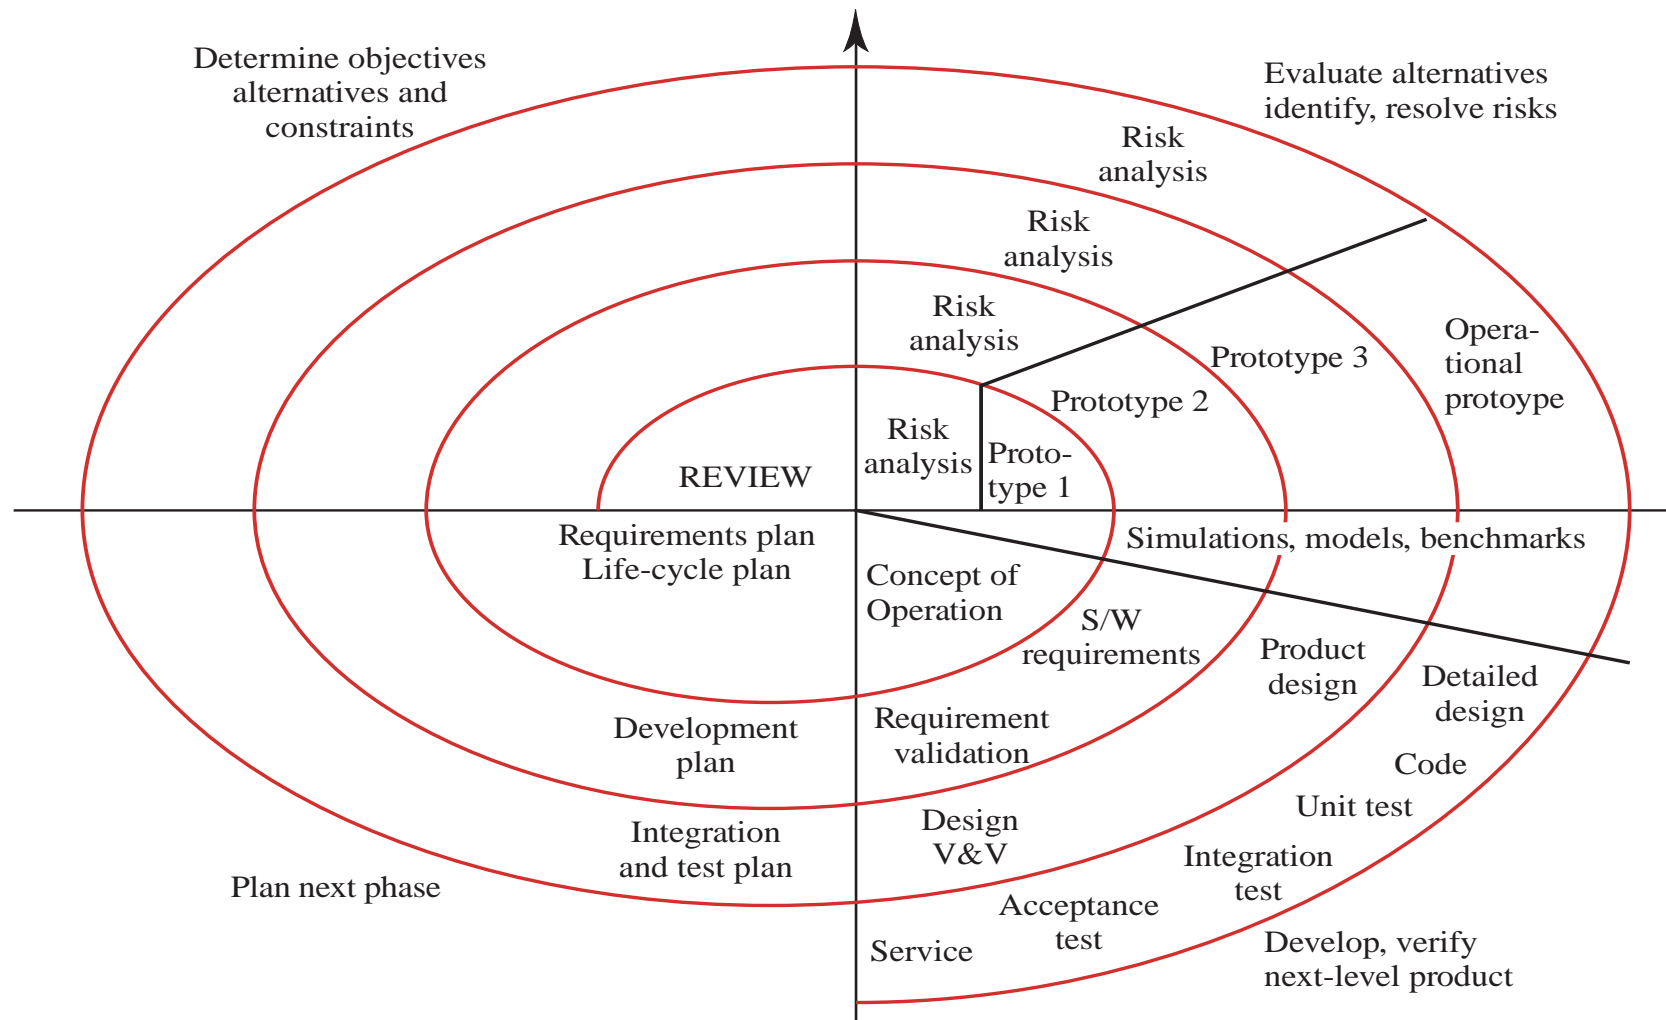 Determine objectives
alternatives and
constraints
Evaluate alternatives
identify, resolve risks
Risk
analysis
Risk
analysis
Risk
analysis
Risk
analysis
Proto-
type 1
Prototype 2
Prototype 3
Opera-
tional
protoype
REVIEW
Requirements plan
Life-cycle plan
Simulations, models, benchmarks
Concept of
Operation
S/W
requirements
Product
design
Detailed
design
Development
plan
Requirement
validation
Code
Unit test
Integration
and test plan
Design
V&V
Integration
test
Plan next phase
Acceptance
test
Service
Develop, verify
next-level product